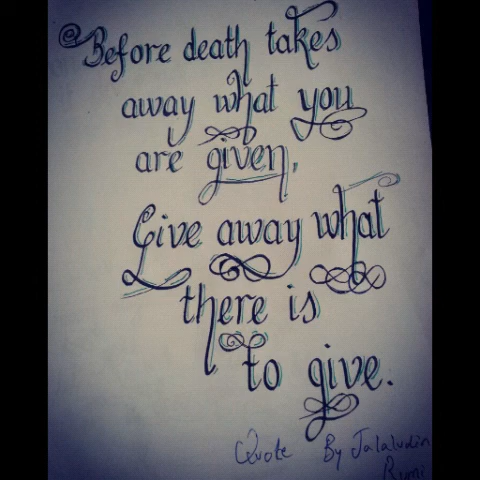 Before death takes
away what you
are given,
Give away what
there is
to give.
Quote By Jalaludin
Rumi